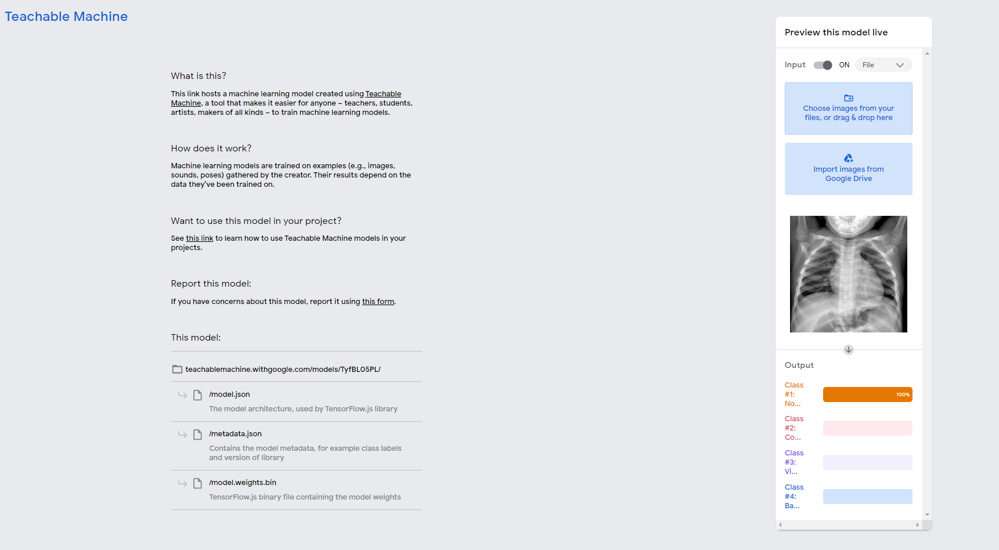 Teachable Machine
What is this?
This link hosts a machine learning model created using Teachable
Machine, a tool that makes it easier for anyone – teachers, students,
artists, makers of all kinds – to train machine learning models.
How does it work?
Machine learning models are trained on examples (e.g., images,
sounds, poses) gathered by the creator. Their results depend on the
data they've been trained on.
Want to use this model in your project?
See this link to learn how to use Teachable Machine models in your
projects.
Report this model:
If you have concerns about this model, report it using this form.
This model:
teachablemachine.withgoogle.com/models/TyfBL05PL/
/model.json
The model architecture, used by TensorFlow.js library
/metadata.json
Contains the model metadata, for example class labels
and version of library
/model.weights.bin
TensorFlow.js binary file containing the model weights
Preview this model live
Input ON File
Choose images from your
files, or drag & drop here
Import images from
Google Drive
Output
Class
#1:
No...
100%
Class
#2:
Co...
Class
#3:
Vi...
Class
#4:
Ba...